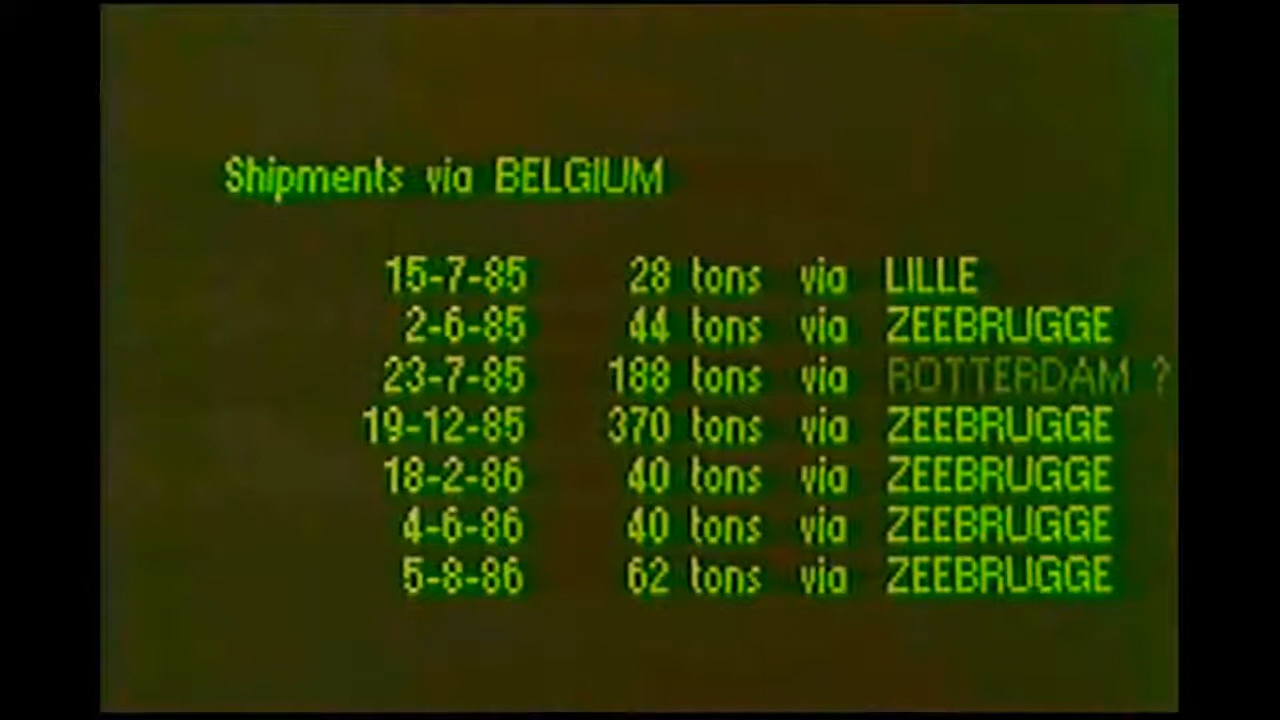 Shipments via BELGIUM
15-7-85 28 tons via LILLE
2-6-85 44 tons via ZEEBRUGGE
23-7-85 188 tons via ROTTERDAM ?
19-12-85 370 tons via ZEEBRUGGE
18-2-86 40 tons via ZEEBRUGGE
4-6-86 40 tons via ZEEBRUGGE
5-8-86 62 tons via ZEEBRUGGE